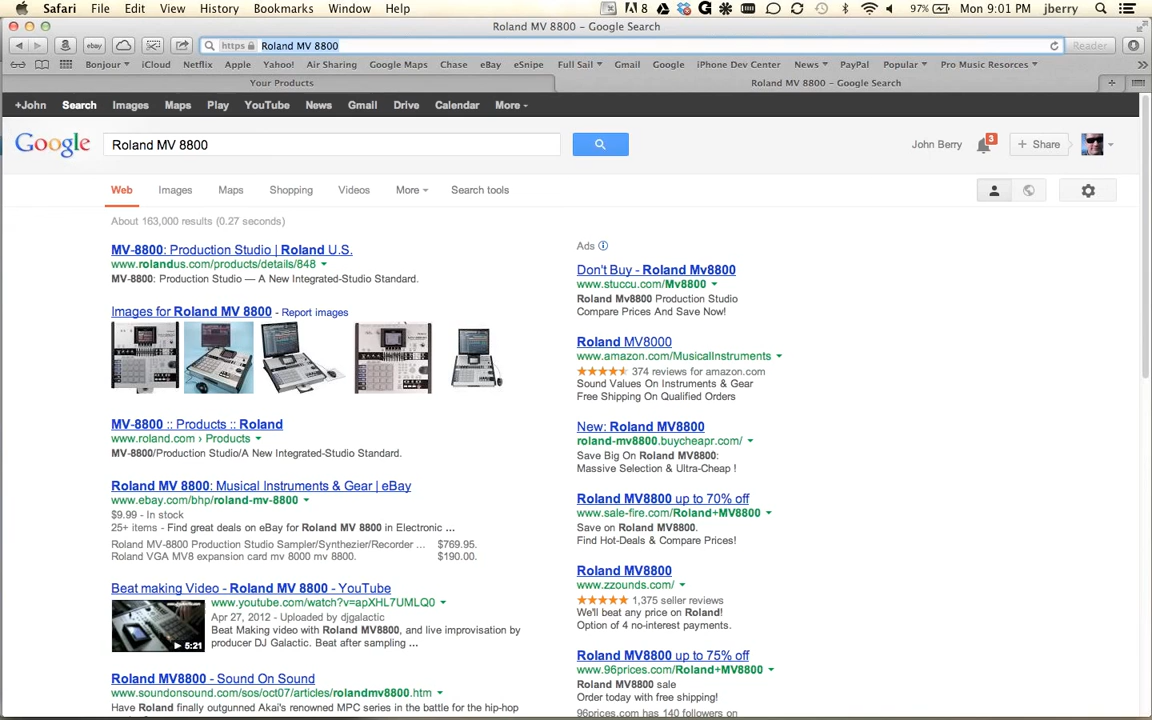 Safari File Edit View History Bookmarks Window Help 8 97% Mon 9:01 PM jberry
Roland MV 8800 – Google Search
ebay https Roland MV 8800 Reader
Bonjour iCloud Netflix Apple Yahoo! Air Sharing Google Maps Chase eBay eSnipe Full Sail Gmail Google iPhone Dev Center News PayPal Popular Pro Music Resorces
Your Products Roland MV 8800 – Google Search
+John Search Images Maps Play YouTube News Gmail Drive Calendar More
Google Roland MV 8800 John Berry 3 + Share
Web Images Maps Shopping Videos More Search tools
About 163,000 results (0.27 seconds)
MV-8800: Production Studio | Roland U.S.
www.rolandus.com/products/details/848
MV-8800: Production Studio — A New Integrated-Studio Standard.
Images for Roland MV 8800 - Report images
MV-8800 :: Products :: Roland
www.roland.com › Products
MV-8800/Production Studio/A New Integrated-Studio Standard.
Roland MV 8800: Musical Instruments & Gear | eBay
www.ebay.com/bhp/roland-mv-8800
$9.99 - In stock
25+ items - Find great deals on eBay for Roland MV 8800 in Electronic ...
Roland MV-8800 Production Studio Sampler/Synthezier/Recorder ... $769.95.
Roland VGA MV8 expansion card mv 8000 mv 8800. $190.00.
Beat making Video - Roland MV 8800 - YouTube
www.youtube.com/watch?v=apXHL7UMLQ0
Apr 27, 2012 - Uploaded by djgalactic
Beat Making video with Roland MV8800, and live improvisation by
producer DJ Galactic. Beat after sampling ...
5:21
Roland MV8800 - Sound On Sound
www.soundonsound.com/sos/oct07/articles/rolandmv8800.htm
Have Roland finally outgunned Akai's renowned MPC series in the battle for the hip-hop
Ads
Don't Buy - Roland Mv8800
www.stuccu.com/Mv8800
Roland Mv8800 Production Studio
Compare Prices And Save Now!
Roland MV8000
www.amazon.com/MusicalInstruments
374 reviews for amazon.com
Sound Values On Instruments & Gear
Free Shipping On Qualified Orders
New: Roland MV8800
roland-mv8800.buycheapr.com/
Save Big On Roland MV8800:
Massive Selection & Ultra-Cheap !
Roland MV8800 up to 70% off
www.sale-fire.com/Roland+MV8800
Save on Roland MV8800.
Find Hot-Deals & Compare Prices!
Roland MV8800
www.zzounds.com/
1,375 seller reviews
We'll beat any price on Roland!
Option of 4 no-interest payments.
Roland MV8800 up to 75% off
www.96prices.com/Roland+MV8800
Roland MV8800 sale
Order today with free shipping!
96prices.com has 140 followers on